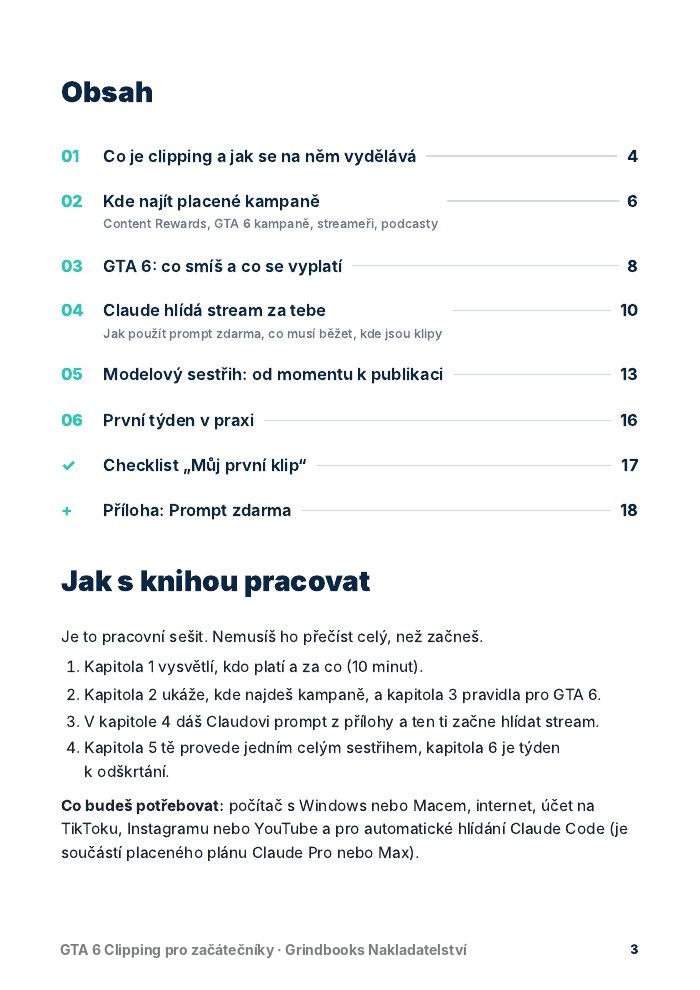 Obsah
01 Co je clipping a jak se na něm vydělává 4
02 Kde najít placené kampaně 6
Content Rewards, GTA 6 kampaně, streameři, podcasty
03 GTA 6: co smíš a co se vyplatí 8
04 Claude hlídá stream za tebe 10
Jak použít prompt zdarma, co musí běžet, kde jsou klipy
05 Modelový sestřih: od momentu k publikaci 13
06 První týden v praxi 16
✓ Checklist „Můj první klip“ 17
+ Příloha: Prompt zdarma 18
Jak s knihou pracovat
Je to pracovní sešit. Nemusíš ho přečíst celý, než začneš.
1. Kapitola 1 vysvětlí, kdo platí a za co (10 minut).
2. Kapitola 2 ukáže, kde najdeš kampaně, a kapitola 3 pravidla pro GTA 6.
3. V kapitole 4 dáš Claudovi prompt z přílohy a ten ti začne hlídat stream.
4. Kapitola 5 tě provede jedním celým sestřihem, kapitola 6 je týden
k odškrtání.
Co budeš potřebovat: počítač s Windows nebo Macem, internet, účet na
TikToku, Instagramu nebo YouTube a pro automatické hlídání Claude Code (je
součástí placeného plánu Claude Pro nebo Max).
GTA 6 Clipping pro začátečníky · Grindbooks Nakladatelství 3